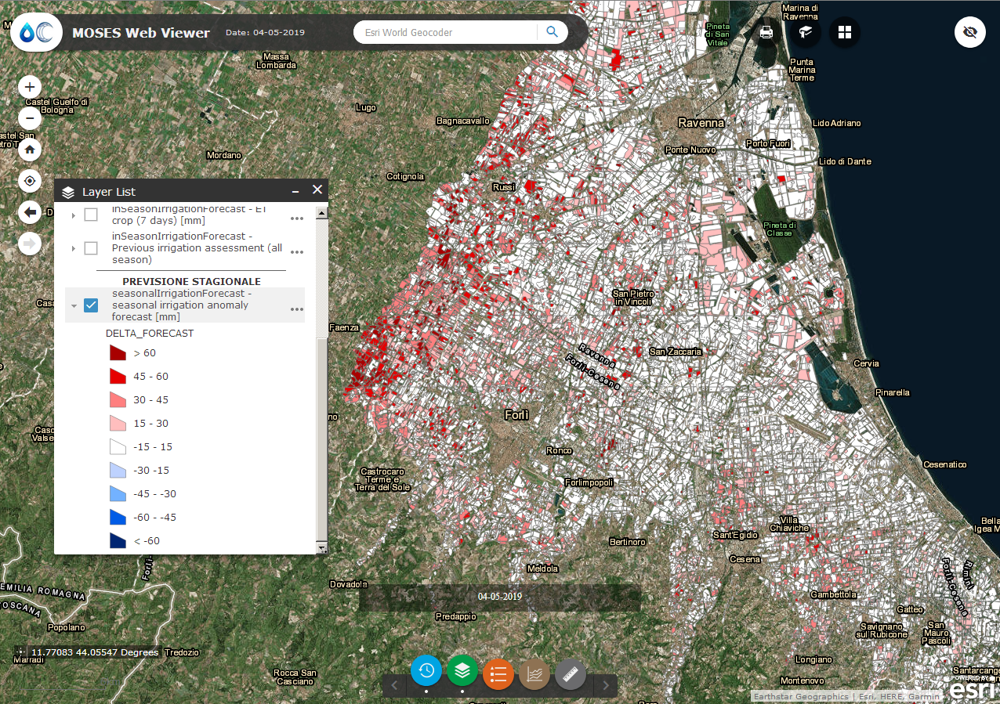 MOSES Web Viewer
Date: 04-05-2019
Esri World Geocoder
Marina di
Ravenna
Pineta
di San
Vitale
Massa
Lombarda
Punta
Marina
Terme
Castel Guelfo di
Bologna
Lugo
Bagnacavallo
Ravenna
Lido Adriano
Ponte Nuovo
Porto Fuori
Mordano
Lido di Dante
Cotignola
Russi
Layer List
inSeasonIrrigationForecast - ET
crop (7 days) [mm]
inSeasonIrrigationForecast -
Previous irrigation assessment (all
season)
PREVISIONE STAGIONALE
seasonalIrrigationForecast -
seasonal irrigation anomaly
forecast [mm]
DELTA_FORECAST
> 60
45 - 60
30 - 45
15 - 30
-15 - 15
-30 -15
-45 - -30
-60 - -45
< -60
Pineta di
Classe
San Pietro
in Vincoli
Faenza
San Zaccaria
Ravenna
Forlì-Cesena
Cervia
Pinarella
Forlì
Ronco
Cesenatico
Castrocaro
Terme e
Terra del Sole
Forlimpopoli
Villa
Chiaviche
Bella
Igea M
Sant'Egidio
Bertinoro
Cesena
Meldola
Rimini
Forlì-Cesena
Dovadola
EMILIA ROMAGNA
TOSCANA
04-05-2019
Gambettola
Gatteo
Predappio
Popolano
Savignano
sul Rubicone
San
Mauro
Pascoli
11.77083 44.05547 Degrees
Marradi
Tredozio
Longiano
Rocca San
Casciano
Santarcange
Montenovo
POWERED BY
esri
Earthstar Geographics | Esri, HERE, Garmin